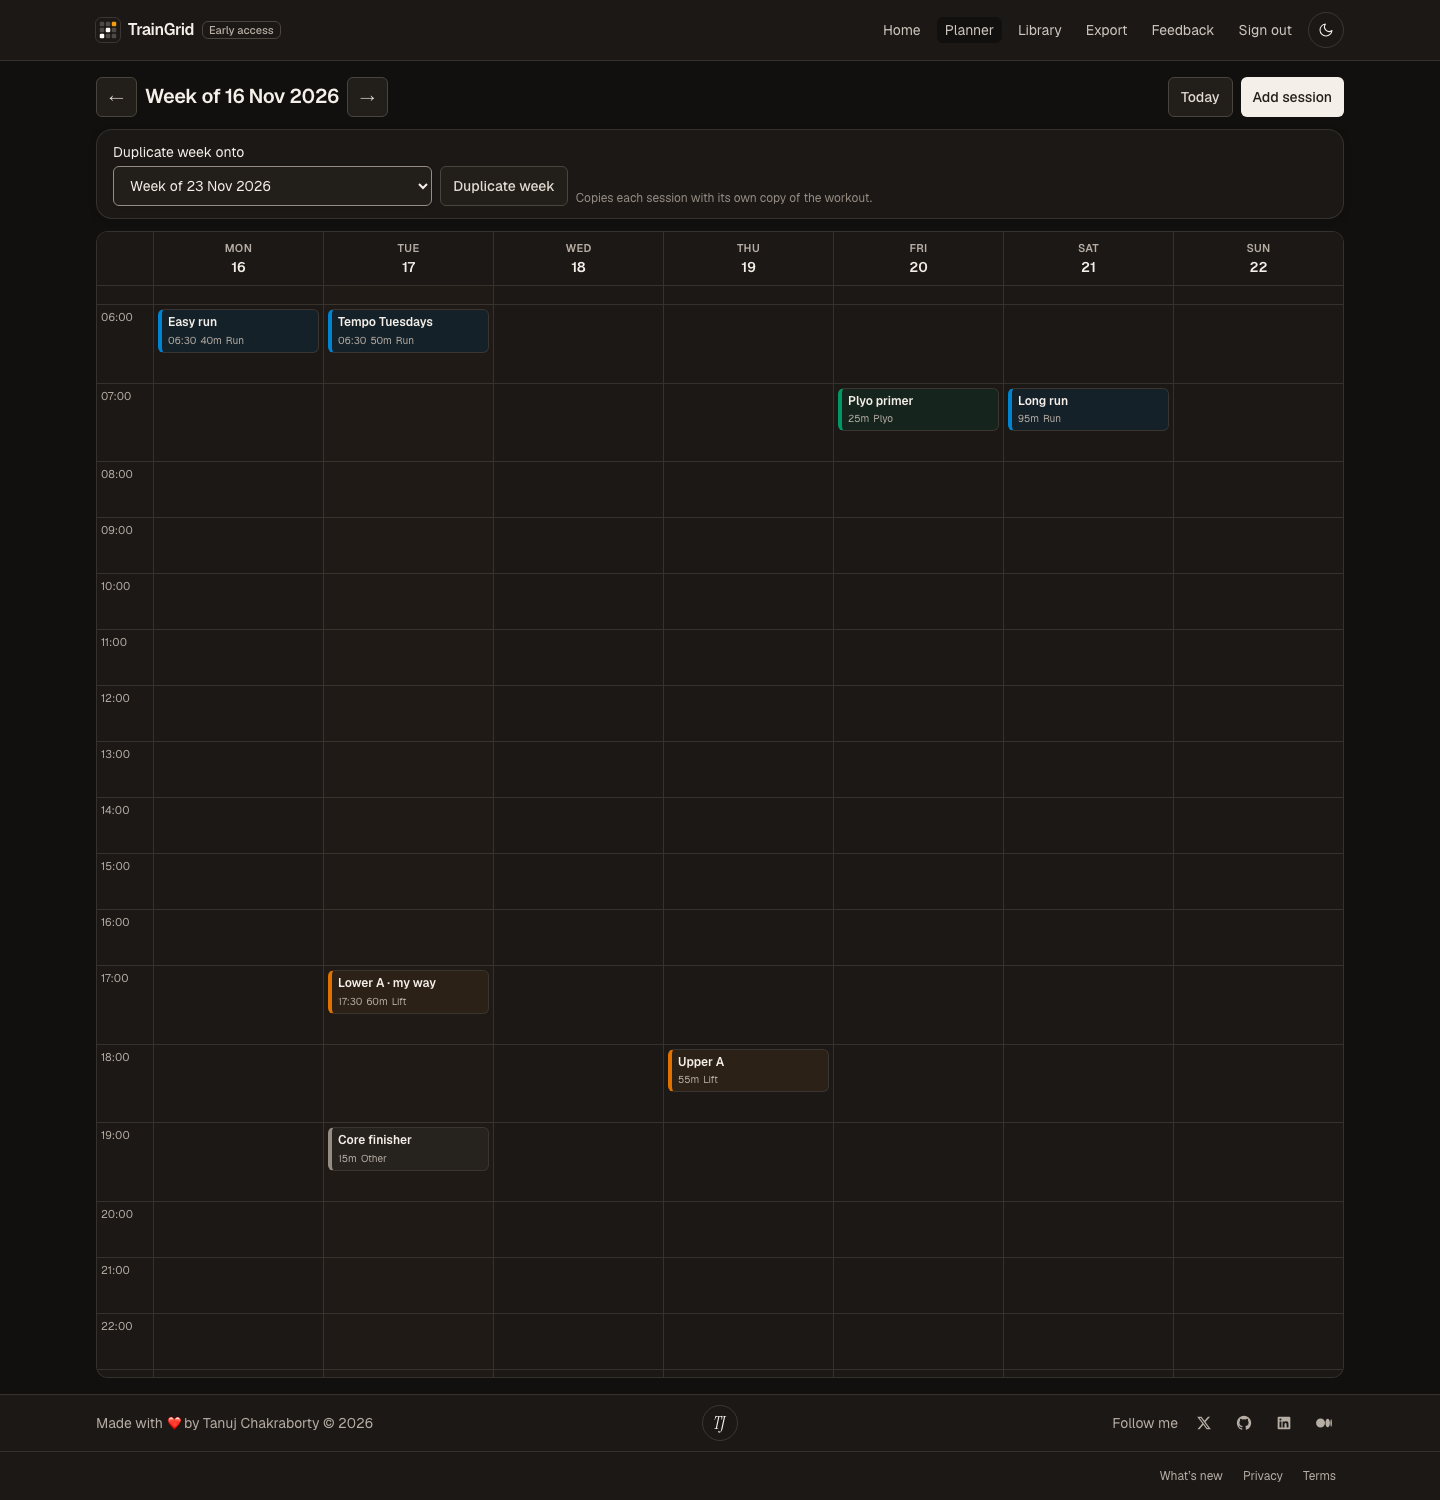 TrainGrid
Early access
Home
Planner
Library
Export
Feedback
Sign out
←
Week of 16 Nov 2026
→
Today
Add session
Duplicate week onto
Week of 23 Nov 2026
Duplicate week
Copies each session with its own copy of the workout.
MON
16
TUE
17
WED
18
THU
19
FRI
20
SAT
21
SUN
22
06:00
Easy run
06:30 40m Run
Tempo Tuesdays
06:30 50m Run
07:00
Plyo primer
25m Plyo
Long run
95m Run
08:00
09:00
10:00
11:00
12:00
13:00
14:00
15:00
16:00
17:00
Lower A · my way
17:30 60m Lift
18:00
Upper A
55m Lift
19:00
Core finisher
15m Other
20:00
21:00
22:00
Made with ❤️ by Tanuj Chakraborty © 2026
TJ
Follow me
What's new
Privacy
Terms